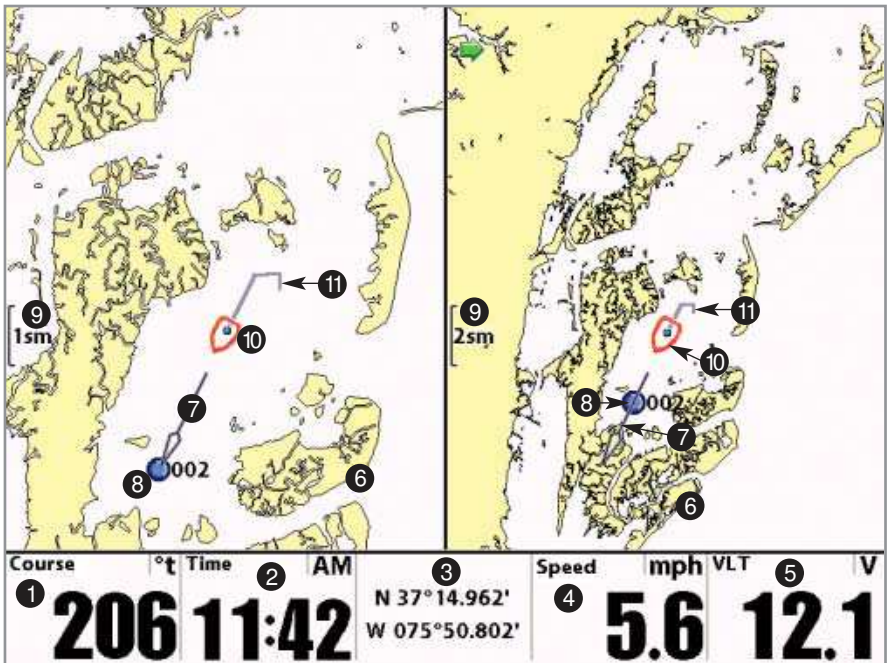 11
9
1sm
10
7
8
002
6
11
9
2sm
10
8
002
7
6
Course °t
1
206
Time AM
2
11:42
3
N 37°14.962'
W 075°50.802'
Speed mph
4
5.6
VLT V
5
12.1